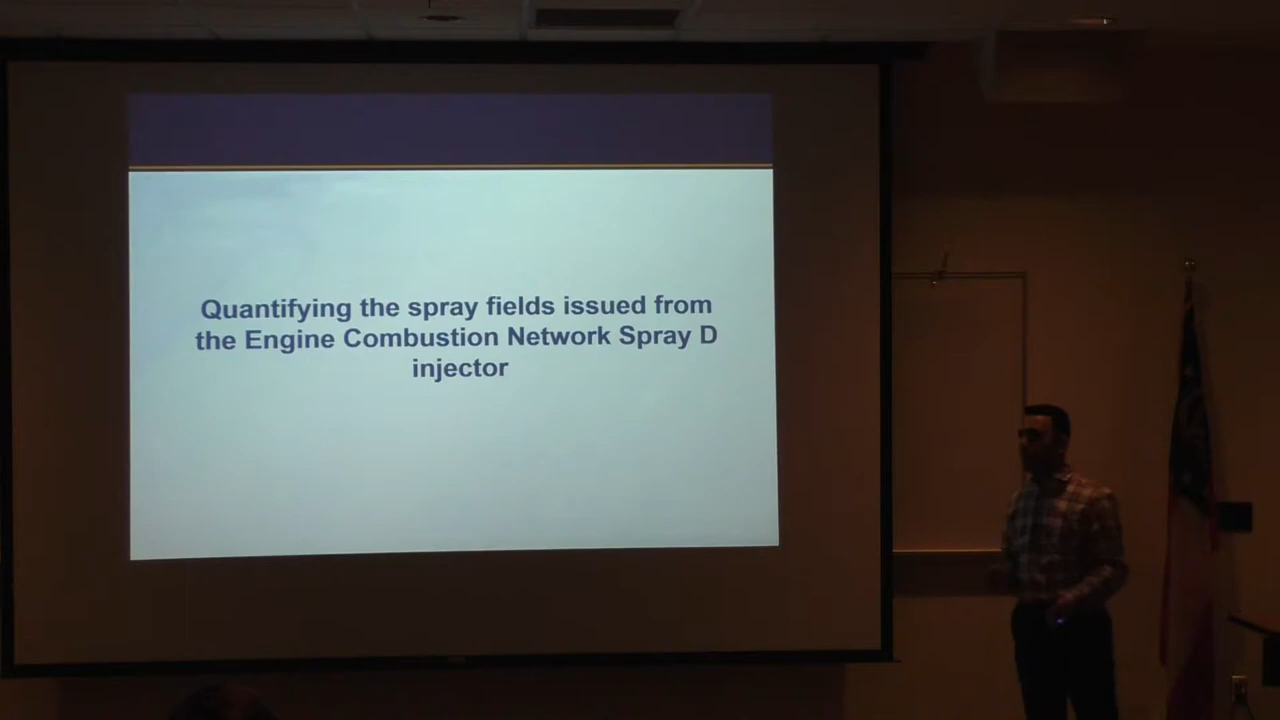 Quantifying the spray fields issued from
the Engine Combustion Network Spray D
injector